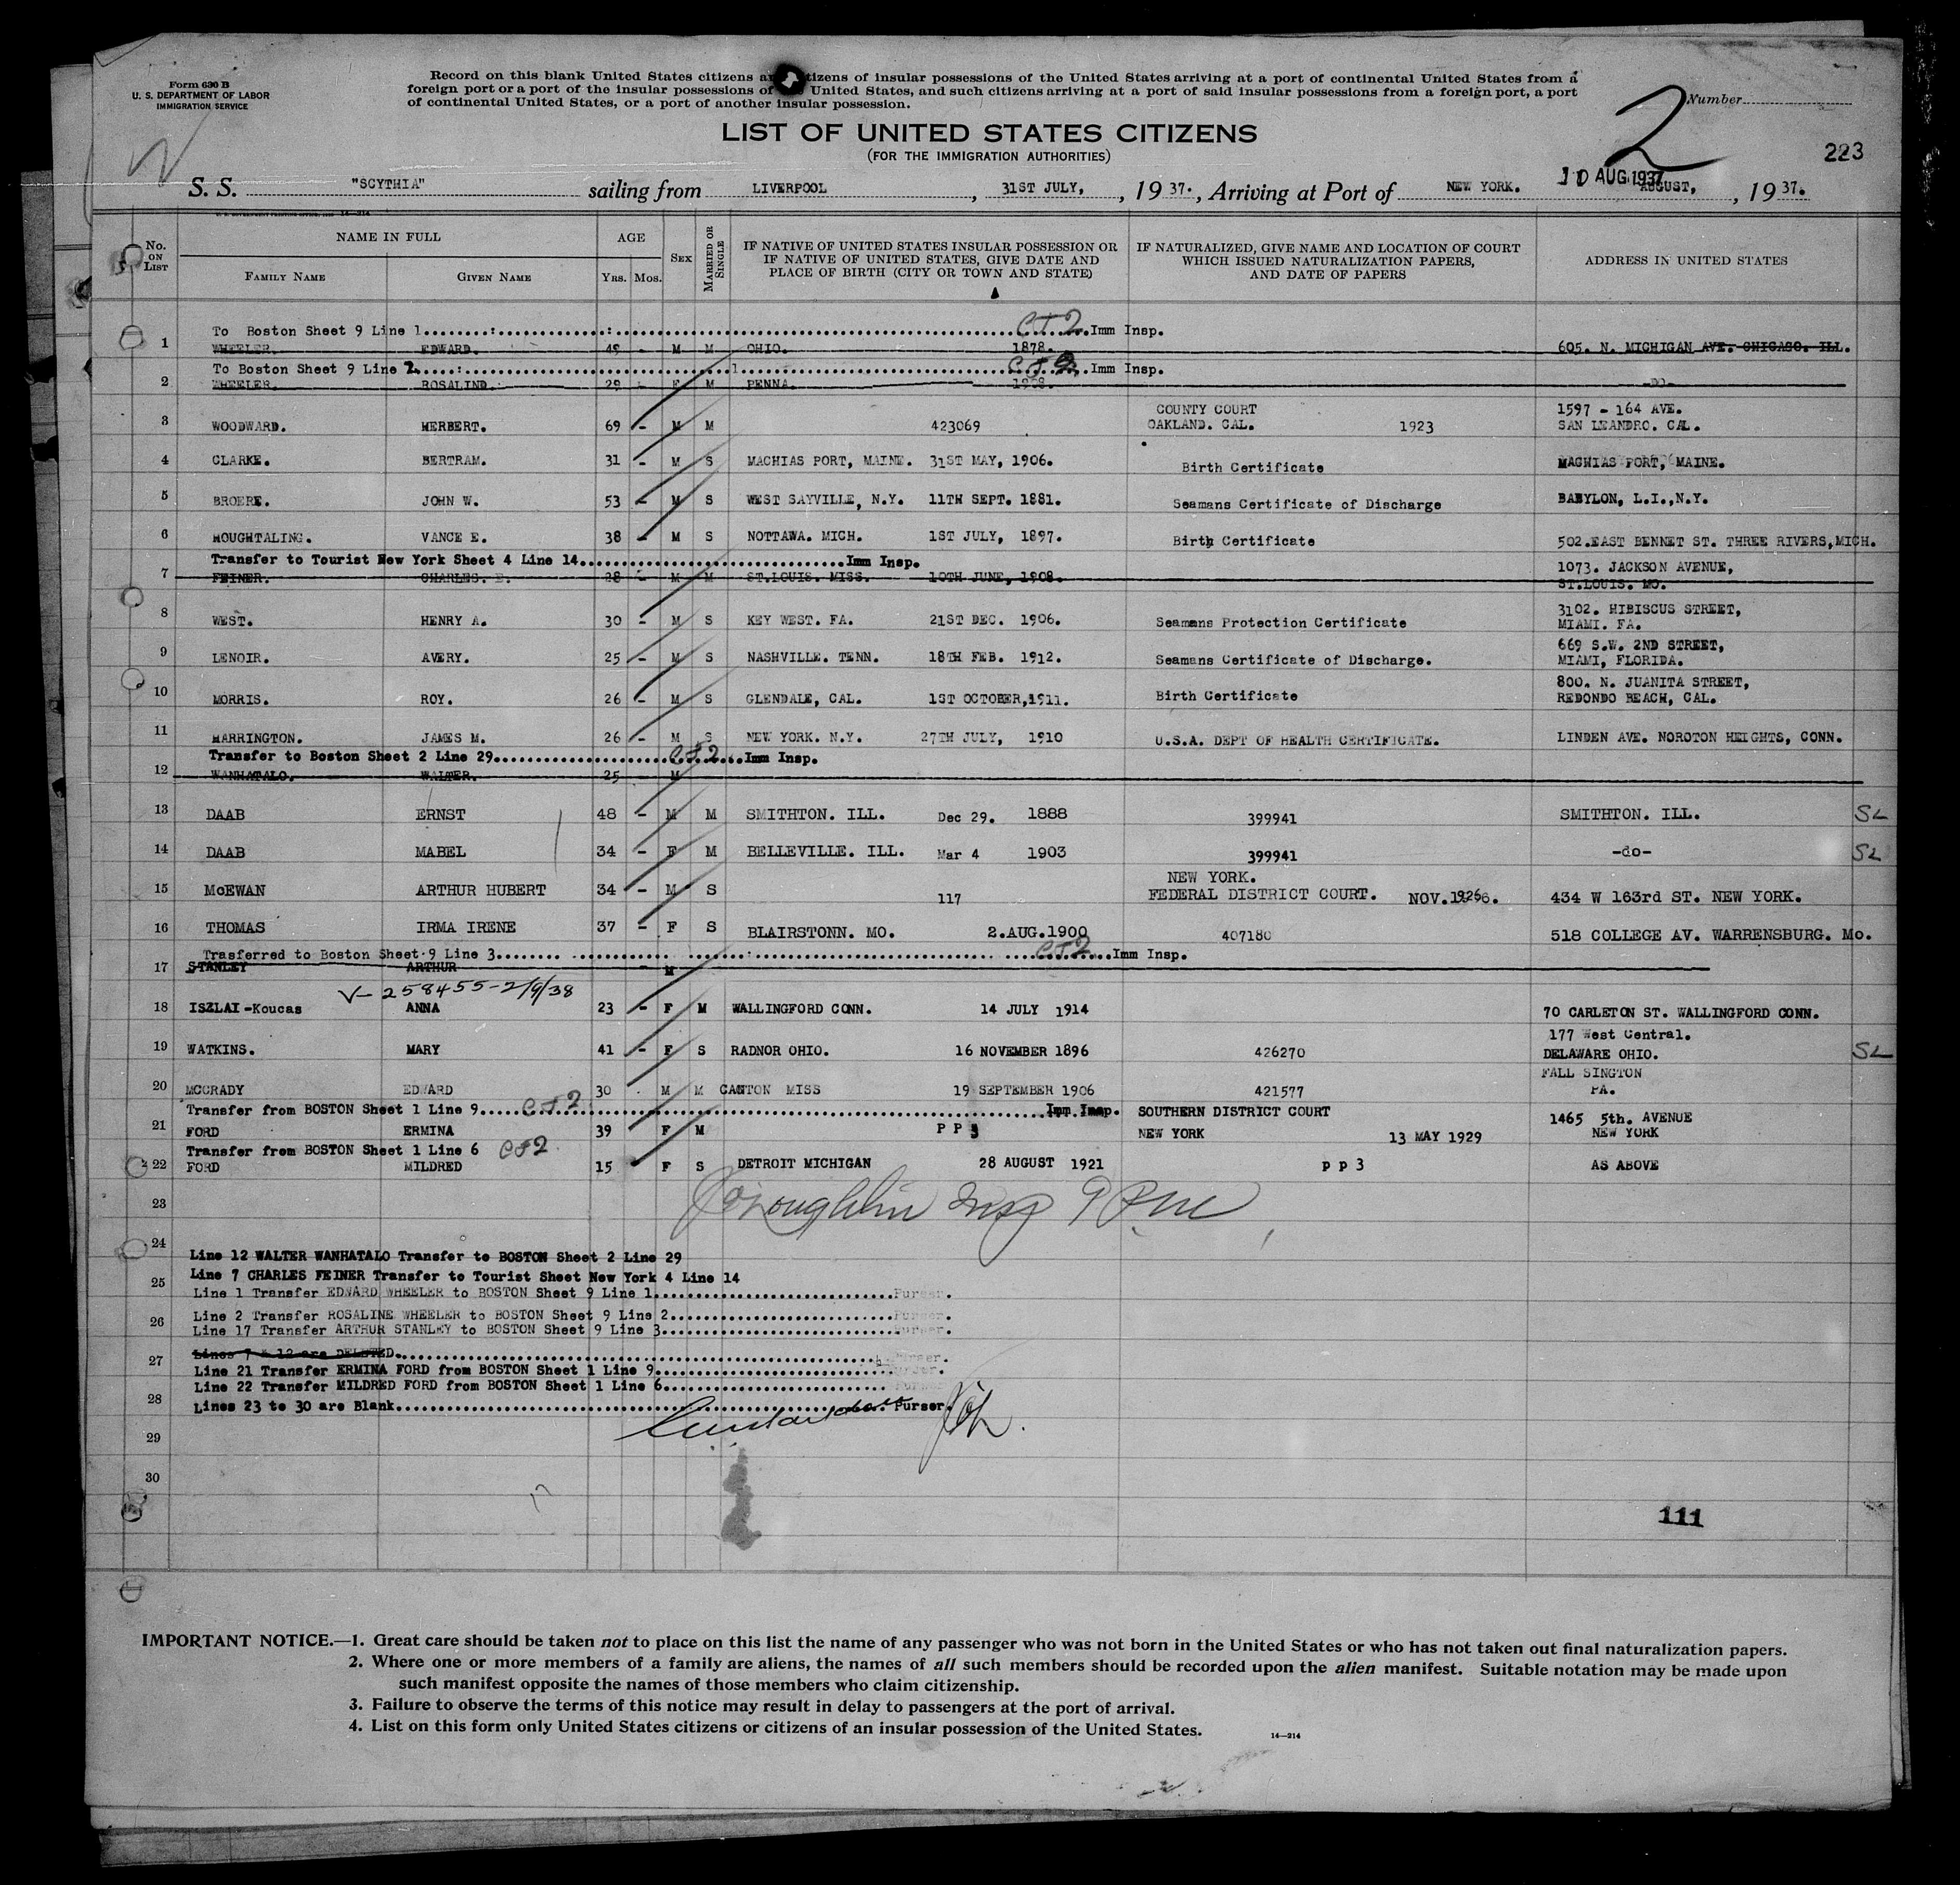 Form 630 B
U. S. DEPARTMENT OF LABOR
IMMIGRATION SERVICE
Record on this blank United States citizens an tizens of insular possessions of the United States arriving at a port of continental United States from a
foreign port or a port of the insular possessions of United States, and such citizens arriving at a port of said insular possessions from a foreign port, a port
of continental United States, or a port of another insular possession.
Number
2
223
LIST OF UNITED STATES CITIZENS
(FOR THE IMMIGRATION AUTHORITIES)
S. S. "SCYTHIA" sailing from LIVERPOOL , 31ST JULY, , 19 37. , Arriving at Port of NEW YORK. 10 AUG 1937 AUGUST, , 19 37.
No. ON LIST
NAME IN FULL
FAMILY NAME GIVEN NAME
AGE
YRS. MOS.
SEX
MARRIED OR SINGLE
IF NATIVE OF UNITED STATES INSULAR POSSESSION OR
IF NATIVE OF UNITED STATES, GIVE DATE AND
PLACE OF BIRTH (CITY OR TOWN AND STATE)
IF NATURALIZED, GIVE NAME AND LOCATION OF COURT
WHICH ISSUED NATURALIZATION PAPERS,
AND DATE OF PAPERS
ADDRESS IN UNITED STATES
To Boston Sheet 9 Line 1 Imm Insp.
1 WHEELER. EDWARD. 49 - M M OHIO. 1878. 605. N. MICHIGAN AVE. CHICAGO. ILL.
To Boston Sheet 9 Line 2 Imm Insp.
2 WHEELER. ROSALIND. 29 - F M PENNA. 1908. -DO-
COUNTY COURT 1597 - 164 AVE.
3 WOODWARD. HERBERT. 69 - M M 423069 OAKLAND. CAL. 1923 SAN LEANDRO. CAL.
4 CLARKE. BERTRAM. 31 - M S MACHIAS PORT, MAINE. 31ST MAY, 1906. Birth Certificate MACHIAS PORT, MAINE.
5 BROERE. JOHN W. 53 - M S WEST SAYVILLE, N.Y. 11TH SEPT. 1881. Seamans Certificate of Discharge BABYLON, L.I.,N.Y.
6 HOUGHTALING. VANCE E. 38 - M S NOTTAWA. MICH. 1ST JULY, 1897. Birth Certificate 502.EAST BENNET ST. THREE RIVERS,MICH.
Transfer to Tourist New York Sheet 4 Line 14 Imm Insp. 1073. JACKSON AVENUE,
7 FEINER. CHARLES. E. 28 - M M ST.LOUIS. MISS. 10TH JUNE, 1908. ST.LOUIS. MO.
3102. HIBISCUS STREET,
8 WEST. HENRY A. 30 - M S KEY WEST. FA. 21ST DEC. 1906. Seamans Protection Certificate MIAMI. FA.
669 S.W. 2ND STREET,
9 LENOIR. AVERY. 25 - M S NASHVILLE. TENN. 18TH FEB. 1912. Seamans Certificate of Discharge. MIAMI, FLORIDA.
800. N. JUANITA STREET,
10 MORRIS. ROY. 26 - M S GLENDALE, CAL. 1ST OCTOBER,1911. Birth Certificate REDONDO BEACH, CAL.
11 HARRINGTON. JAMES M. 26 - M S NEW YORK. N.Y. 27TH JULY, 1910 U.S.A. DEPT OF HEALTH CERTIFICATE. LINDEN AVE. NOROTON HEIGHTS, CONN.
Transfer to Boston Sheet 2 Line 29 Imm Insp.
12 WANHATALO. WALTER. 25 M
13 DAAB ERNST 48 - M M SMITHTON. ILL. Dec 29. 1888 399941 SMITHTON. ILL. SL
14 DAAB MABEL 34 - F M BELLEVILLE. ILL. Mar 4 1903 399941 -do- SL
NEW YORK.
15 McEWAN ARTHUR HUBERT 34 - M S 117 FEDERAL DISTRICT COURT. NOV.1926. 434 W 163rd ST. NEW YORK.
16 THOMAS IRMA IRENE 37 - F S BLAIRSTONN. MO. 2.AUG.1900 407180 518 COLLEGE AV. WARRENSBURG. Mo.
Trasferred to Boston Sheet 9 Line 3 Imm Insp.
17 STANLEY ARTHUR - M
V- 258455-2/9/38
18 ISZLAI-Koucas ANNA 23 - F M WALLINGFORD CONN. 14 JULY 1914 70 CARLETON ST. WALLINGFORD CONN.
177 West Central.
19 WATKINS. MARY 41 - F S RADNOR OHIO. 16 NOVEMBER 1896 426270 DELAWARE OHIO. SL
FALL SINGTON
20 MCCRADY EDWARD 30 M M CANTON MISS 19 SEPTEMBER 1906 421577 PA.
Transfer from BOSTON Sheet 1 Line 9 Imm Insp. SOUTHERN DISTRICT COURT 1465 5th. AVENUE
21 FORD ERMINA 39 F M P P 3 NEW YORK 13 MAY 1929 NEW YORK
Transfer from BOSTON Sheet 1 Line 6
22 FORD MILDRED 15 F S DETROIT MICHIGAN 28 AUGUST 1921 P P 3 AS ABOVE
23
24
Line 12 WALTER WANHATALO Transfer to BOSTON Sheet 2 Line 29
25 Line 7 CHARLES FEINER Transfer to Tourist Sheet New York 4 Line 14
Line 1 Transfer EDWARD WHEELER to BOSTON Sheet 9 Line 1 Purser.
26 Line 2 Transfer ROSALINE WHEELER to BOSTON Sheet 9 Line 2 Purser.
Line 17 Transfer ARTHUR STANLEY to BOSTON Sheet 9 Line 3 Purser.
27 Lines 7 & 12 are DELETED. Purser.
Line 21 Transfer ERMINA FORD from BOSTON Sheet 1 Line 9 Purser.
Line 22 Transfer MILDRED FORD from BOSTON Sheet 1 Line 6 Purser
28 Lines 23 to 30 are Blank Purser.
29
30
111
IMPORTANT NOTICE.—1. Great care should be taken not to place on this list the name of any passenger who was not born in the United States or who has not taken out final naturalization papers.
2. Where one or more members of a family are aliens, the names of all such members should be recorded upon the alien manifest. Suitable notation may be made upon
such manifest opposite the names of those members who claim citizenship.
3. Failure to observe the terms of this notice may result in delay to passengers at the port of arrival.
4. List on this form only United States citizens or citizens of an insular possession of the United States.
14—214